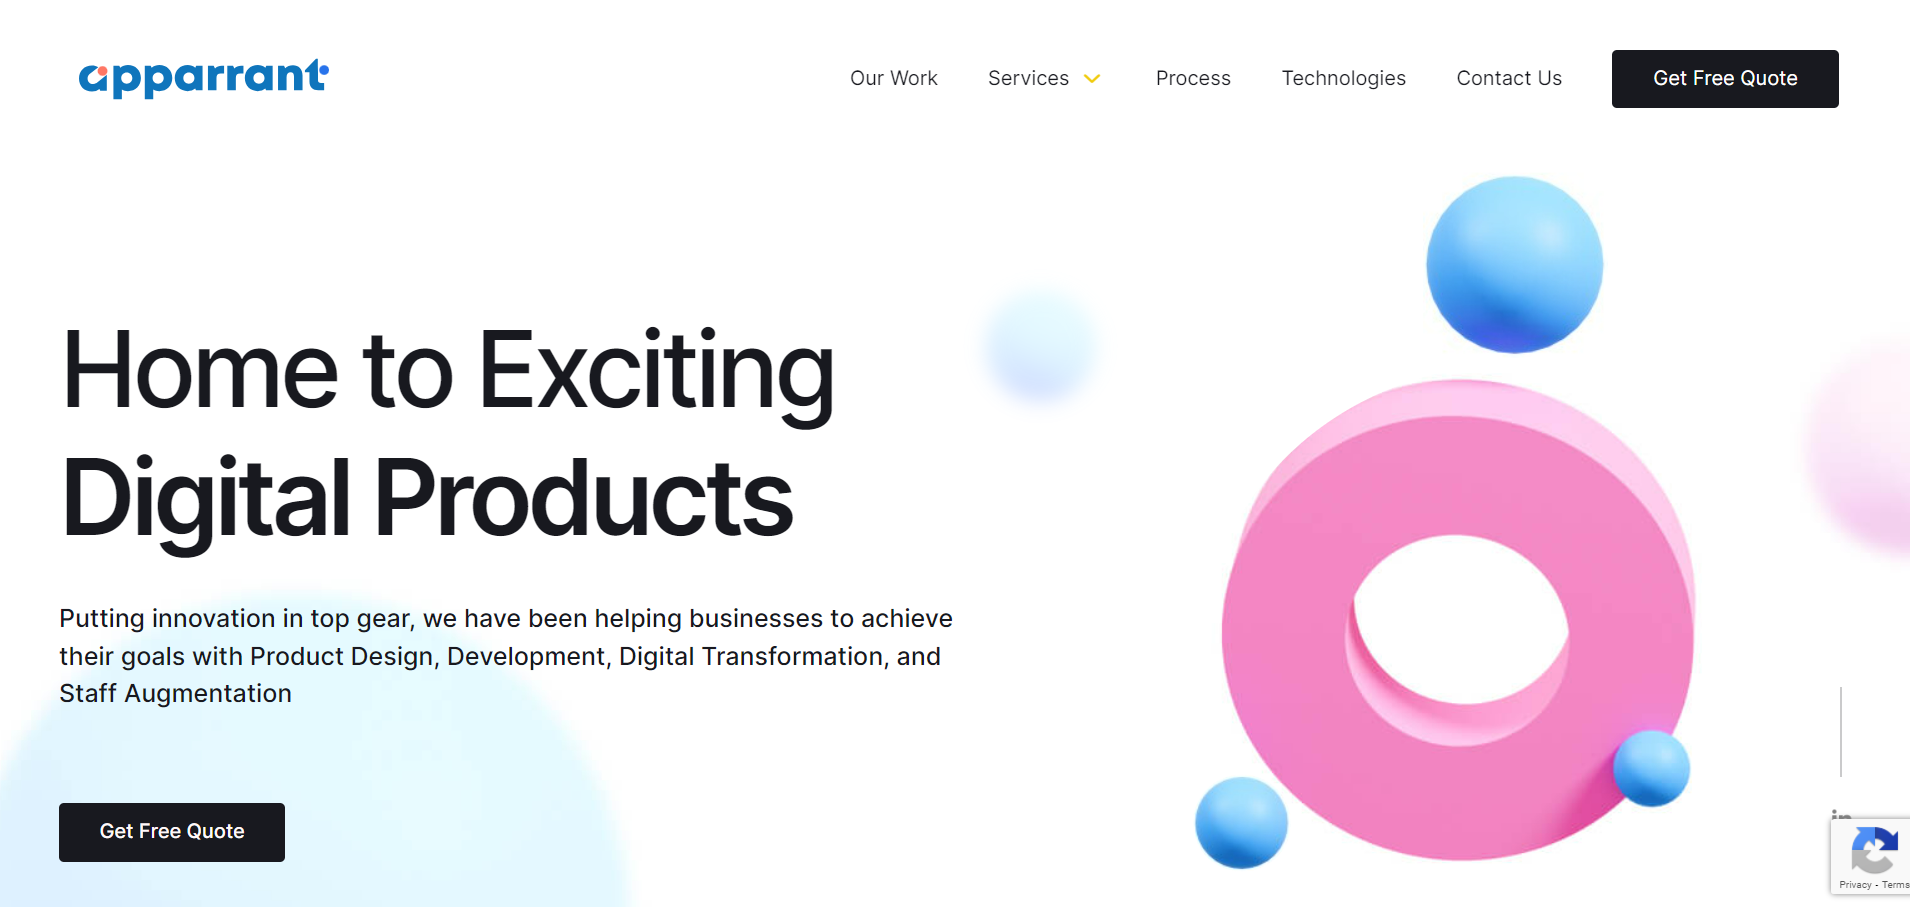 apparrant
Our Work
Services
Process
Technologies
Contact Us
Get Free Quote
Home to Exciting
Digital Products
Putting innovation in top gear, we have been helping businesses to achieve
their goals with Product Design, Development, Digital Transformation, and
Staff Augmentation
Get Free Quote
Privacy - Terms